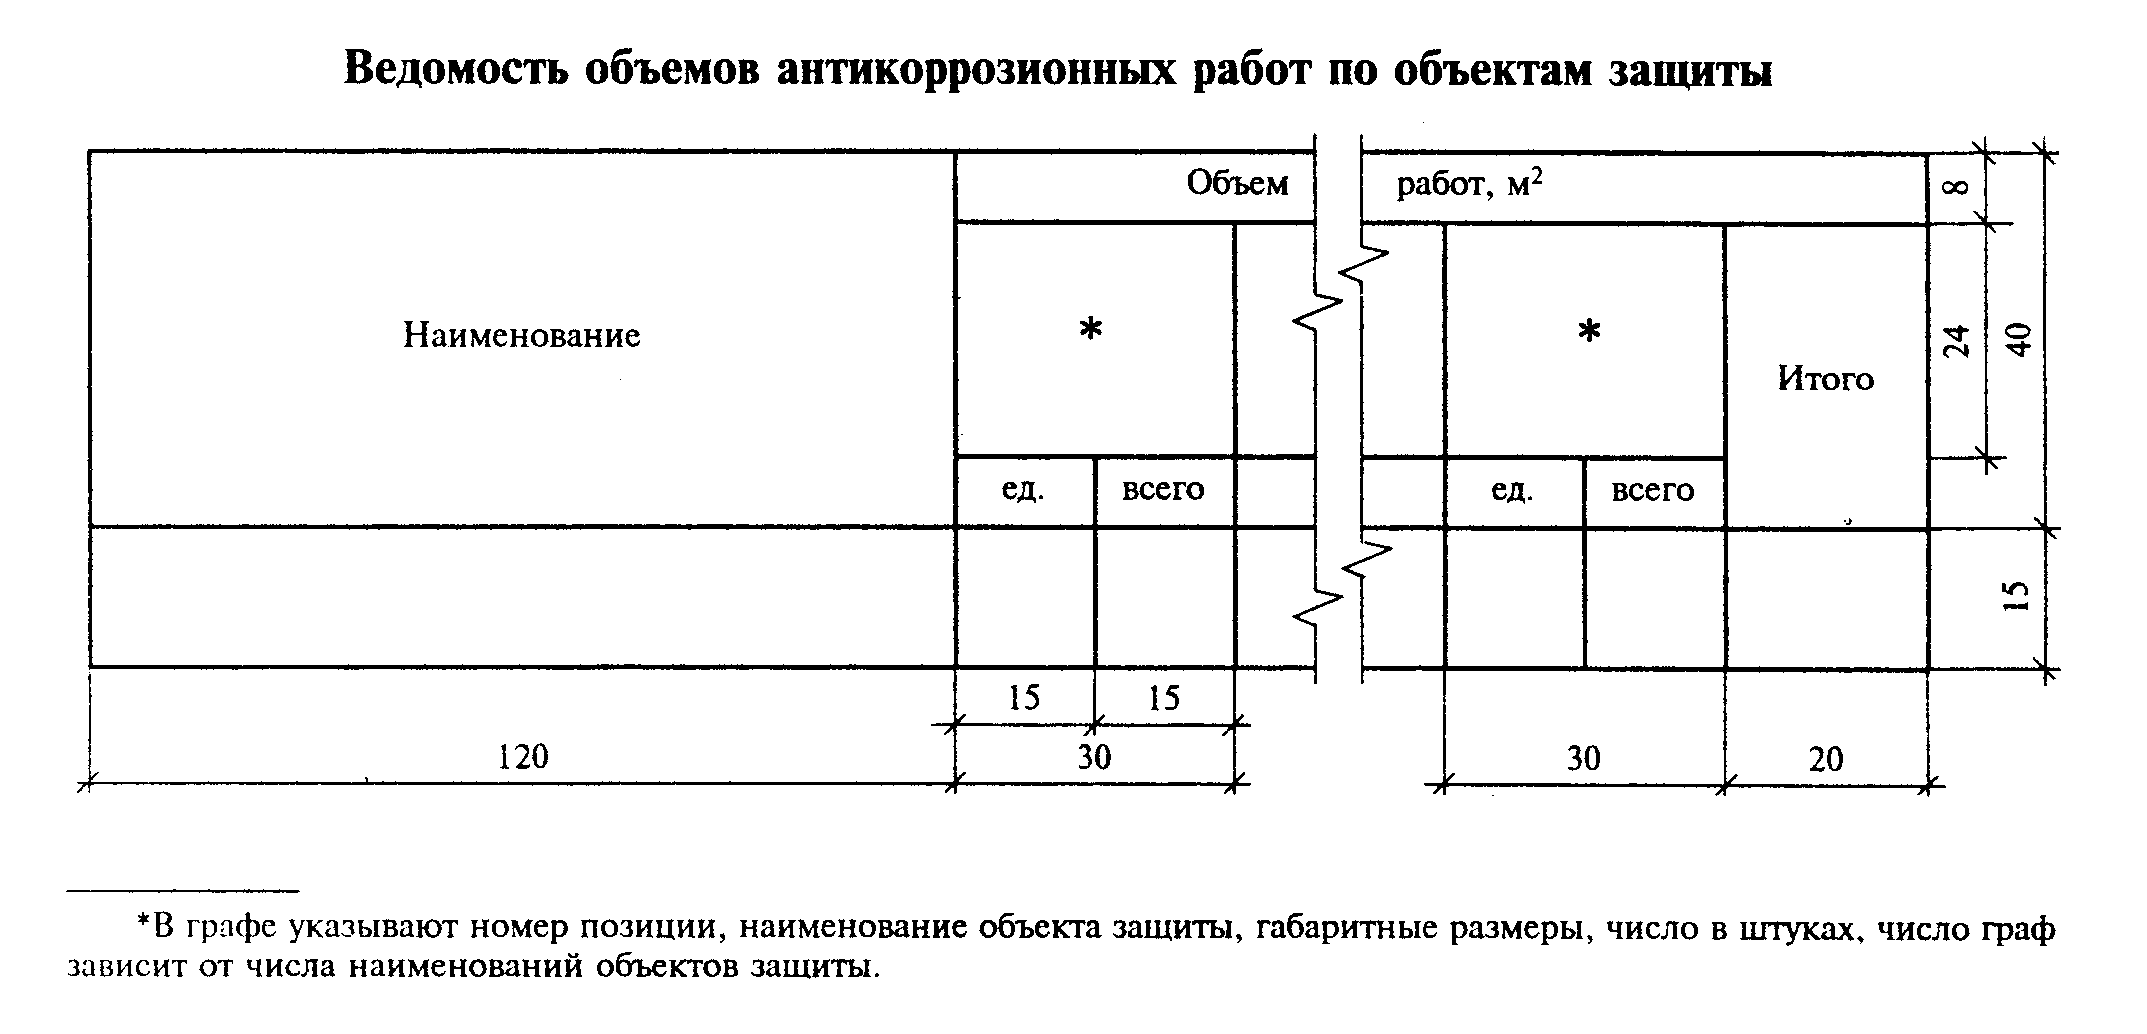 Ведомость объемов антикоррозионных работ по объектам защиты
Объем работ, м²
8
Наименование
*
*
Итого
24
40
ед. всего ед. всего
15
15 15
120 30 30 20
*В графе указывают номер позиции, наименование объекта защиты, габаритные размеры, число в штуках, число граф
зависит от числа наименований объектов защиты.